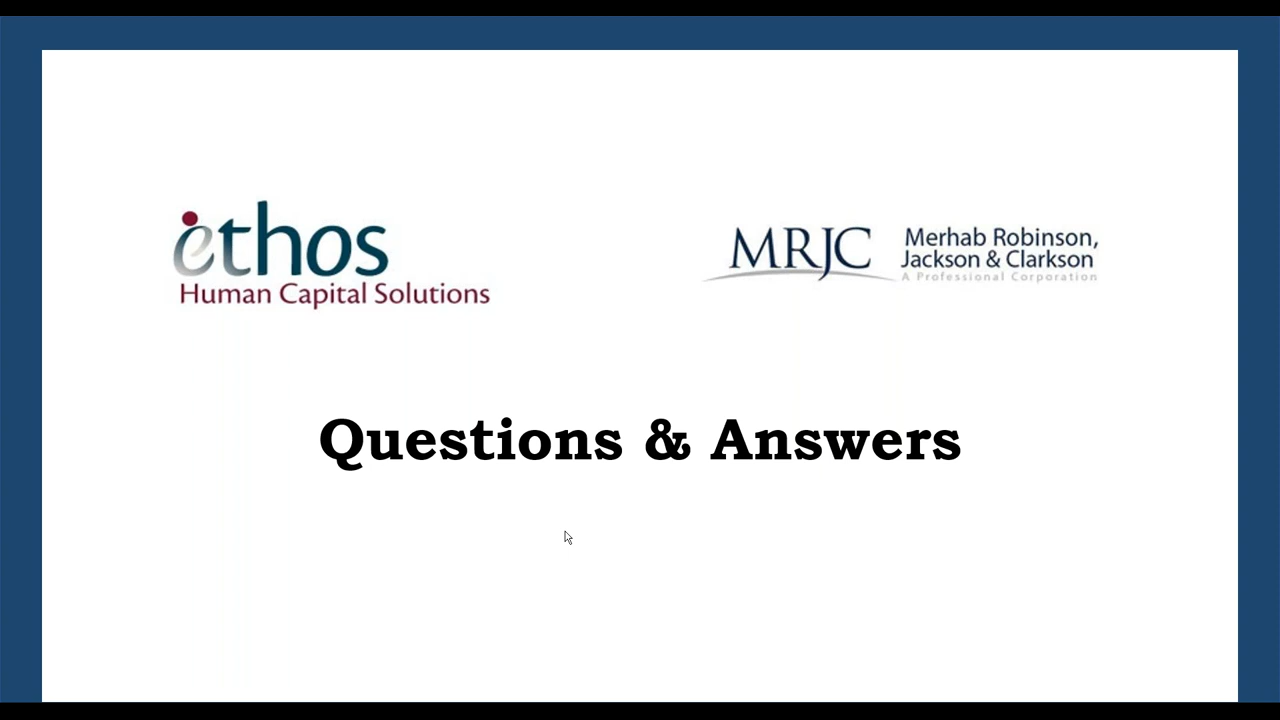 ethos
Human Capital Solutions
MRJC
Merhab Robinson,
Jackson & Clarkson
A Professional Corporation
Questions & Answers